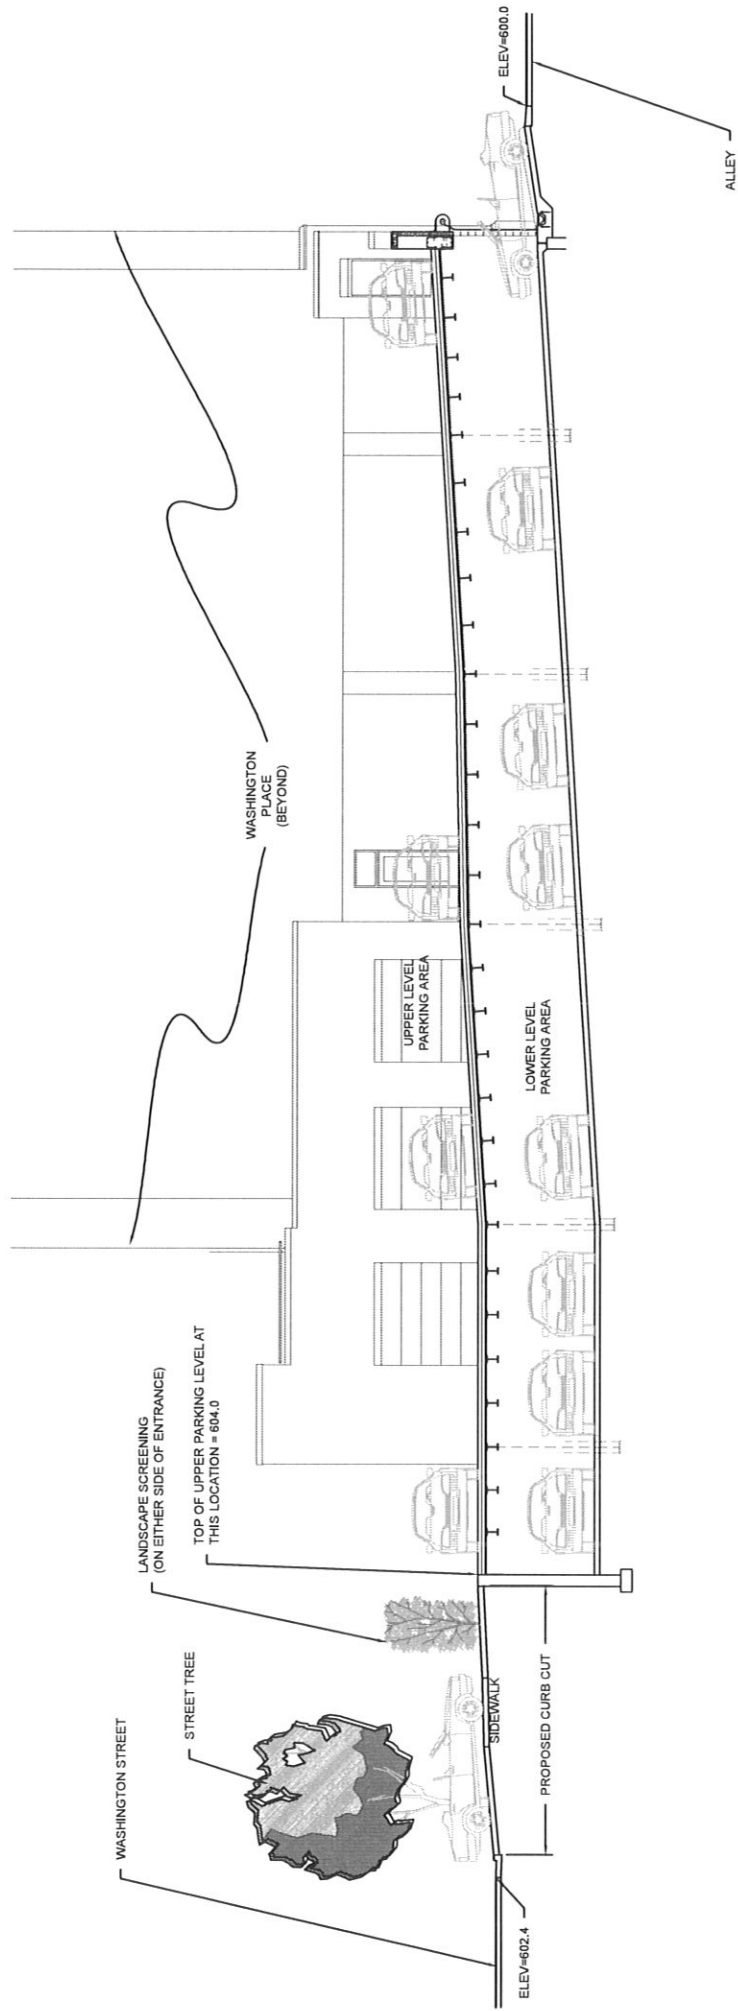 WASHINGTON STREET
STREET TREE
LANDSCAPE SCREENING
(ON EITHER SIDE OF ENTRANCE)
TOP OF UPPER PARKING LEVEL AT
THIS LOCATION = 604.0
WASHINGTON
PLACE
(BEYOND)
UPPER LEVEL
PARKING AREA
LOWER LEVEL
PARKING AREA
SIDEWALK
PROPOSED CURB CUT
ELEV=602.4
ELEV=600.0
ALLEY